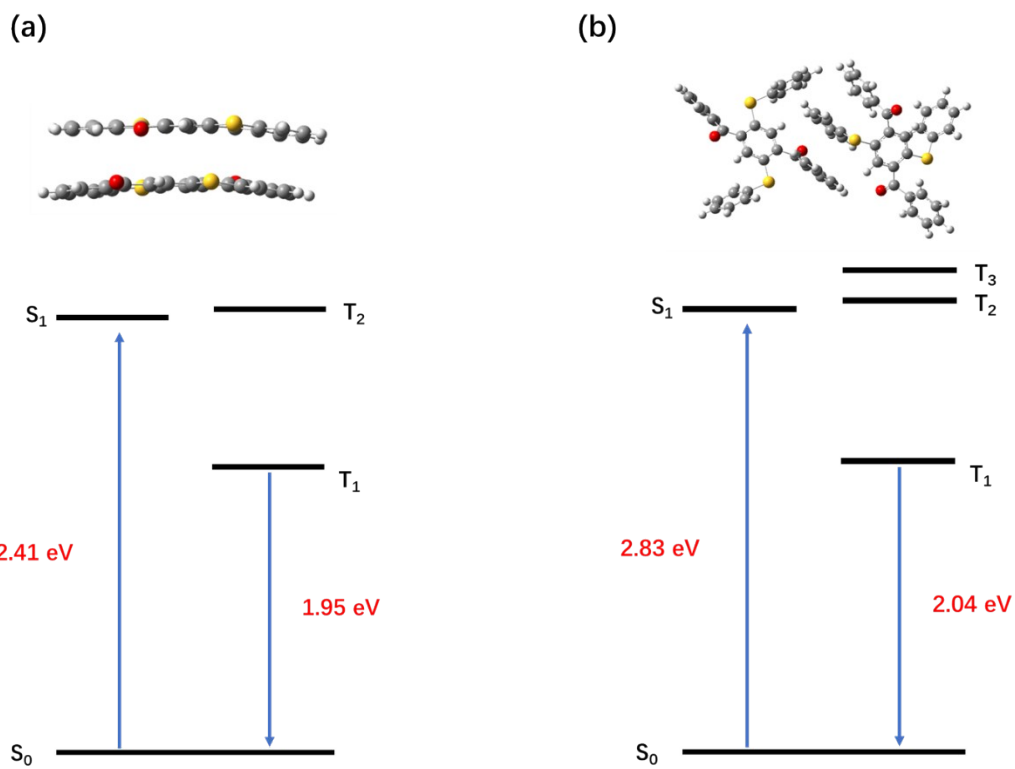 (a)
S₁
T₂
T₁
2.41 eV
1.95 eV
S₀
(b)
T₃
S₁
T₂
T₁
2.83 eV
2.04 eV
S₀